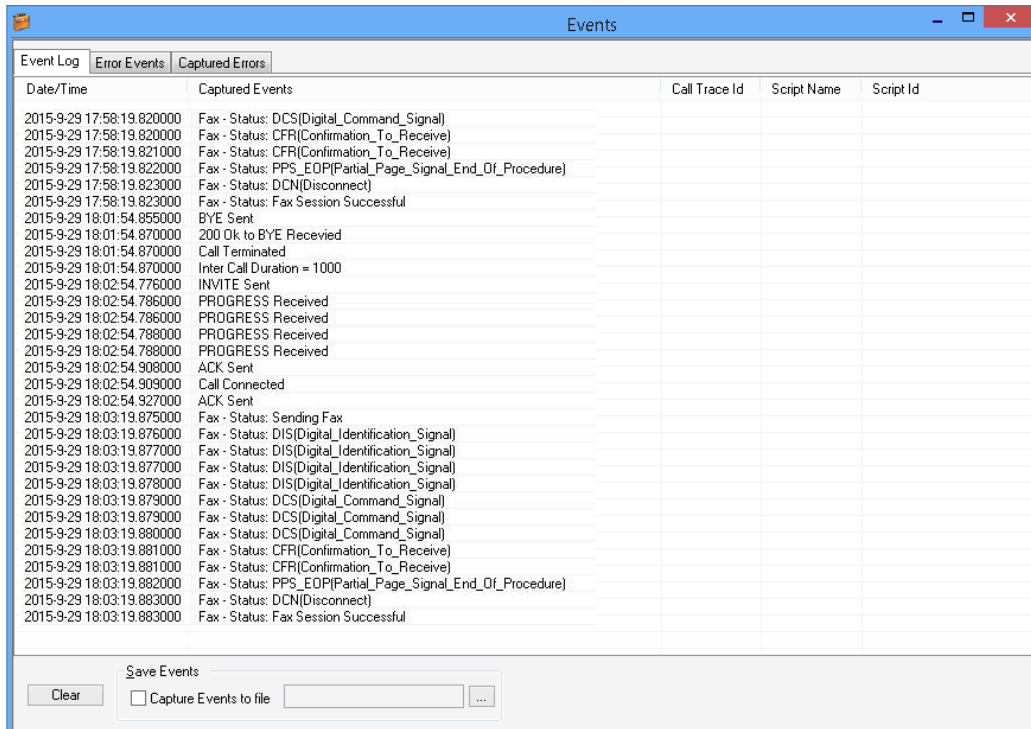 Events
Event Log Error Events Captured Errors
Date/Time Captured Events Call Trace Id Script Name Script Id
2015-9-29 17:58:19.820000 Fax - Status: DCS(Digital_Command_Signal)
2015-9-29 17:58:19.820000 Fax - Status: CFR(Confirmation_To_Receive)
2015-9-29 17:58:19.821000 Fax - Status: CFR(Confirmation_To_Receive)
2015-9-29 17:58:19.822000 Fax - Status: PPS_EOP(Partial_Page_Signal_End_Of_Procedure)
2015-9-29 17:58:19.823000 Fax - Status: DCN(Disconnect)
2015-9-29 17:58:19.823000 Fax - Status: Fax Session Successful
2015-9-29 18:01:54.855000 BYE Sent
2015-9-29 18:01:54.870000 200 Ok to BYE Recevied
2015-9-29 18:01:54.870000 Call Terminated
2015-9-29 18:01:54.870000 Inter Call Duration = 1000
2015-9-29 18:02:54.776000 INVITE Sent
2015-9-29 18:02:54.786000 PROGRESS Received
2015-9-29 18:02:54.786000 PROGRESS Received
2015-9-29 18:02:54.788000 PROGRESS Received
2015-9-29 18:02:54.788000 PROGRESS Received
2015-9-29 18:02:54.908000 ACK Sent
2015-9-29 18:02:54.909000 Call Connected
2015-9-29 18:02:54.927000 ACK Sent
2015-9-29 18:03:19.875000 Fax - Status: Sending Fax
2015-9-29 18:03:19.876000 Fax - Status: DIS(Digital_Identification_Signal)
2015-9-29 18:03:19.877000 Fax - Status: DIS(Digital_Identification_Signal)
2015-9-29 18:03:19.877000 Fax - Status: DIS(Digital_Identification_Signal)
2015-9-29 18:03:19.878000 Fax - Status: DIS(Digital_Identification_Signal)
2015-9-29 18:03:19.879000 Fax - Status: DCS(Digital_Command_Signal)
2015-9-29 18:03:19.879000 Fax - Status: DCS(Digital_Command_Signal)
2015-9-29 18:03:19.880000 Fax - Status: DCS(Digital_Command_Signal)
2015-9-29 18:03:19.881000 Fax - Status: CFR(Confirmation_To_Receive)
2015-9-29 18:03:19.881000 Fax - Status: CFR(Confirmation_To_Receive)
2015-9-29 18:03:19.882000 Fax - Status: PPS_EOP(Partial_Page_Signal_End_Of_Procedure)
2015-9-29 18:03:19.883000 Fax - Status: DCN(Disconnect)
2015-9-29 18:03:19.883000 Fax - Status: Fax Session Successful
Save Events
Clear Capture Events to file ...